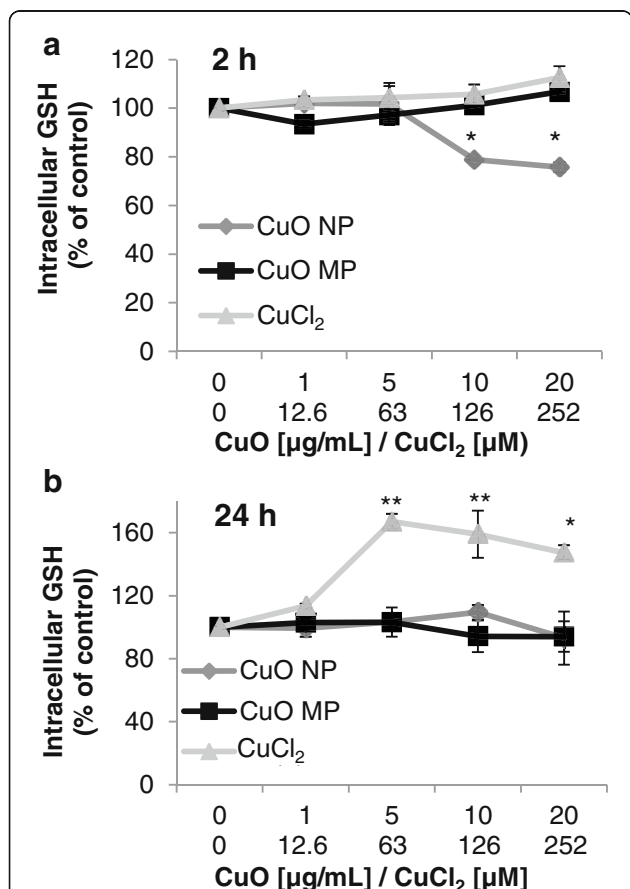 a
2 h
Intracellular GSH
(% of control)
120
100
80
60
40
20
0
*
*
CuO NP
CuO MP
CuCl₂
0 1 5 10 20
0 12.6 63 126 252
CuO [µg/mL] / CuCl₂ [µM)
b
24 h
Intracellular GSH
(% of control)
160
120
80
40
0
**
**
*
CuO NP
CuO MP
CuCl₂
0 1 5 10 20
0 12.6 63 126 252
CuO [µg/mL] / CuCl₂ [µM]